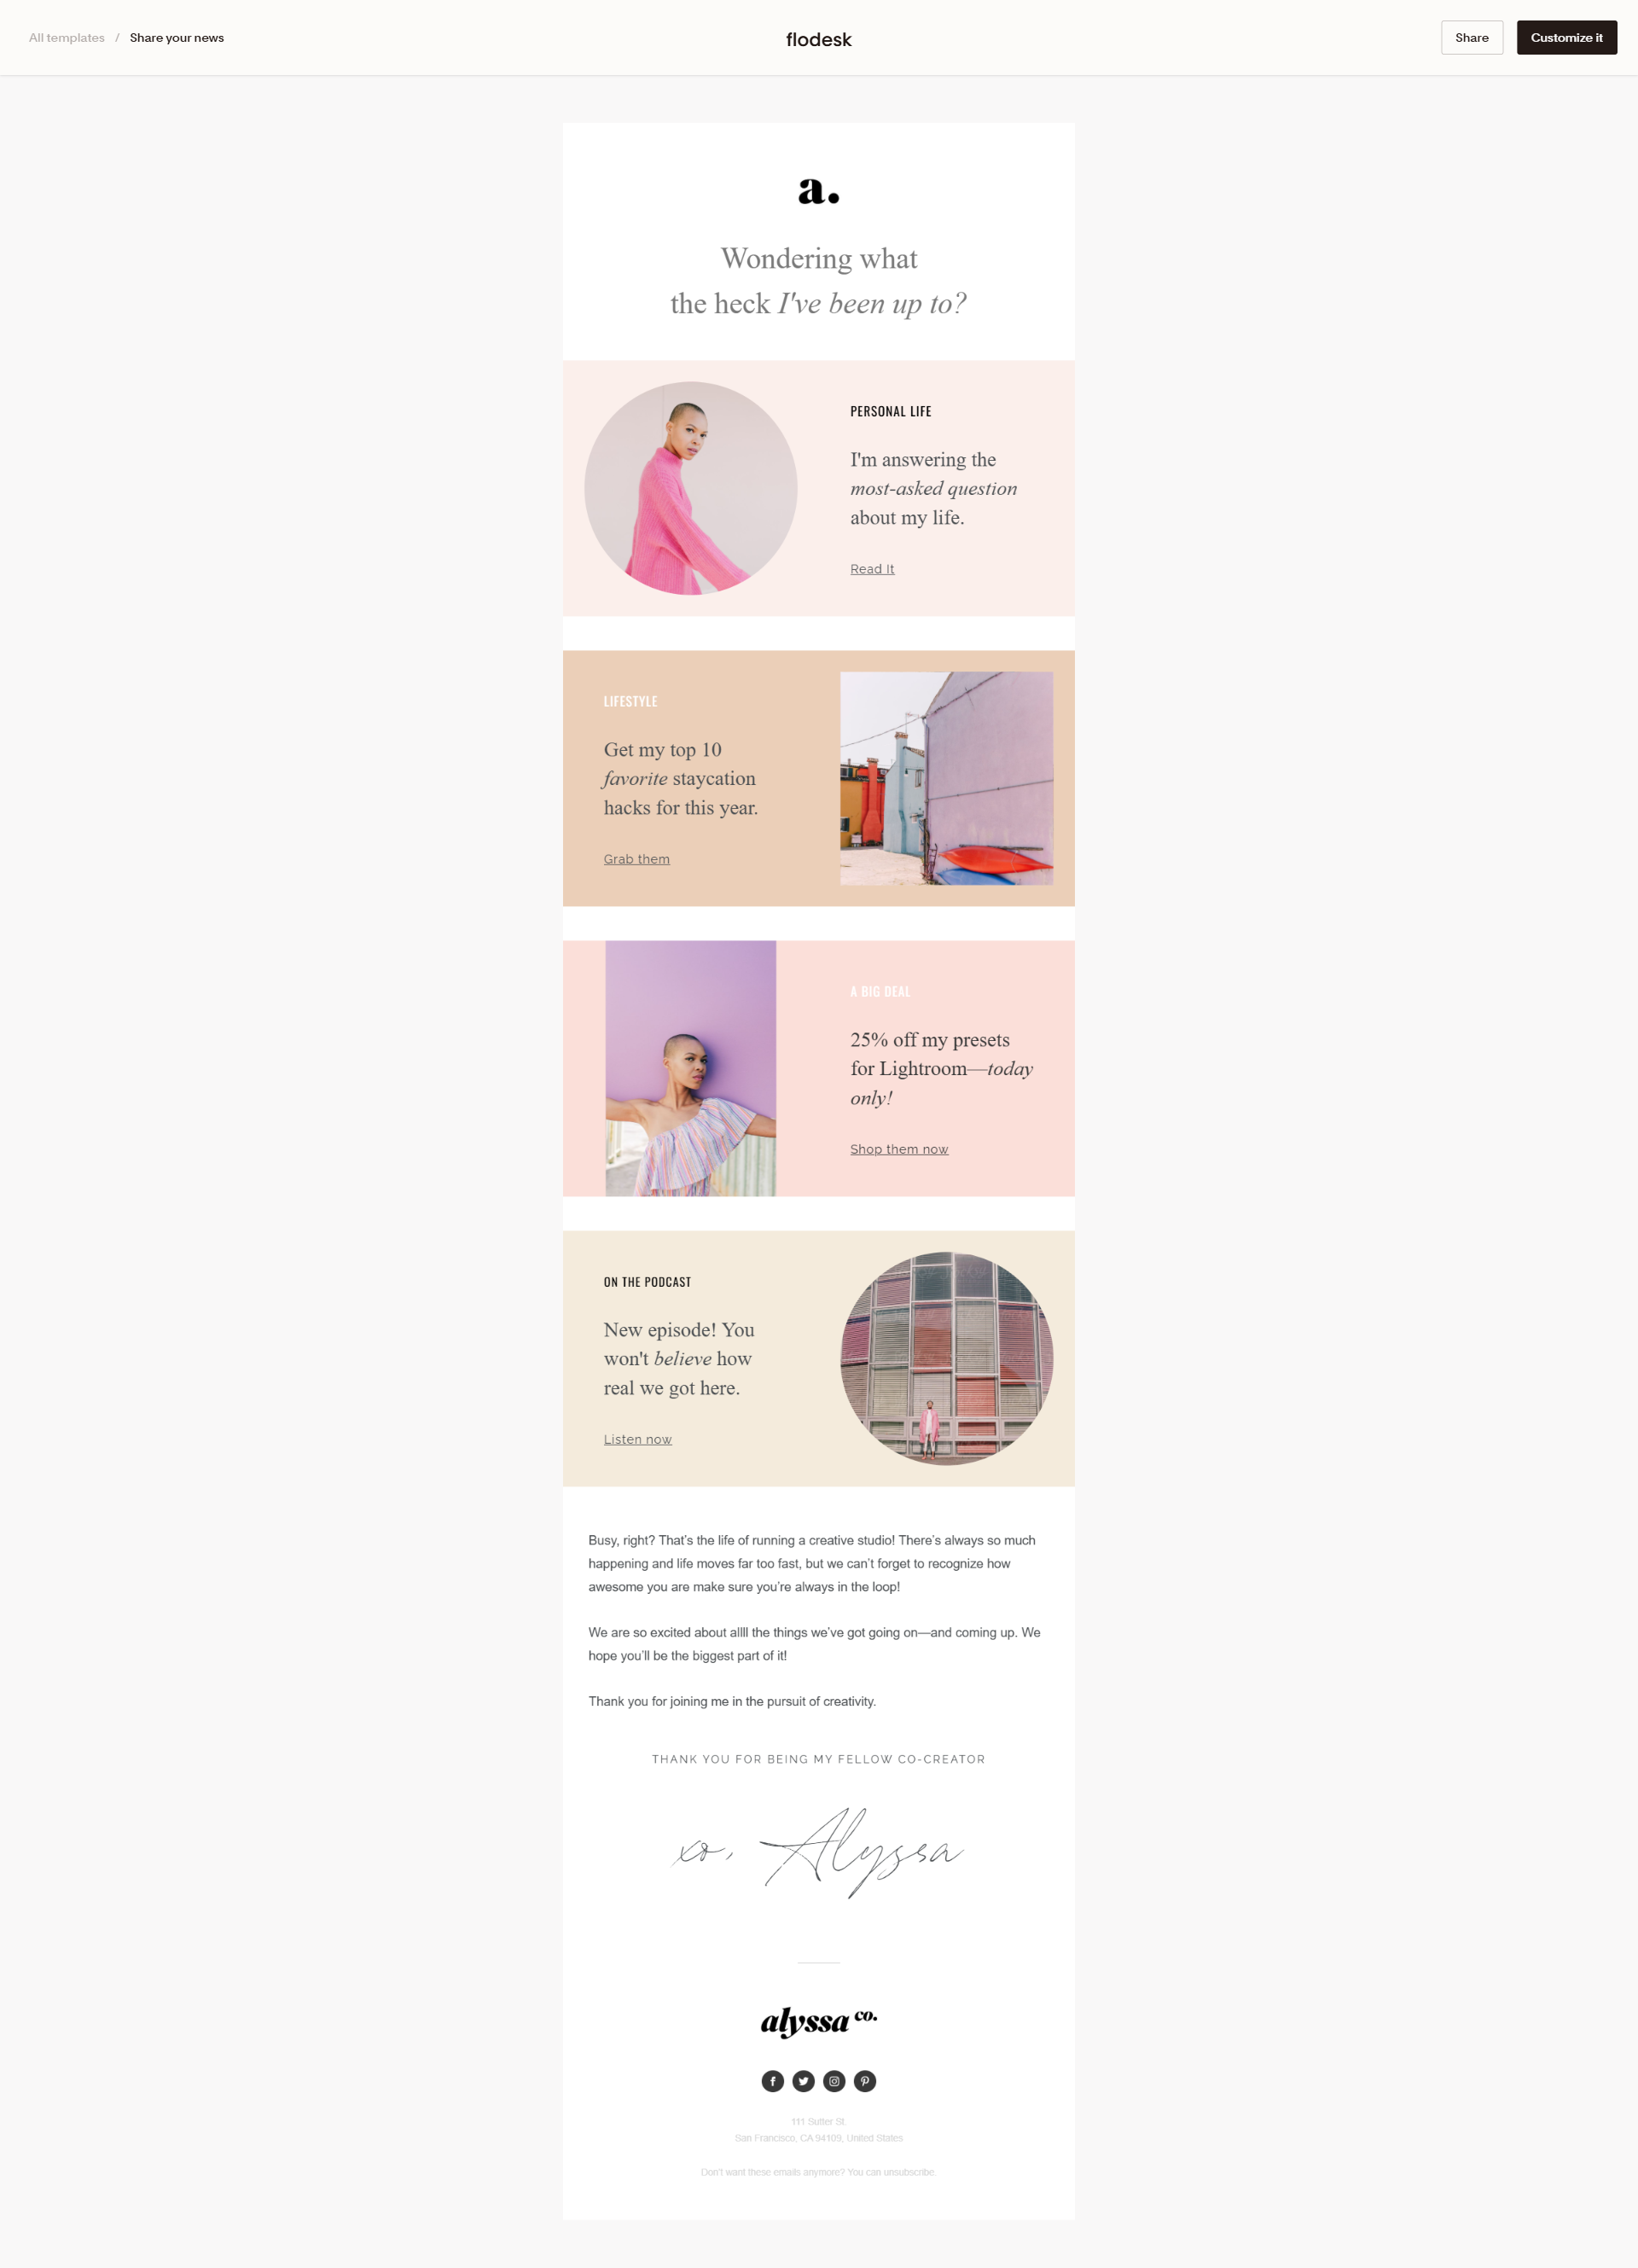 All templates / Share your news
flodesk
Share
Customize it
a.
Wondering what
the heck I've been up to?
PERSONAL LIFE
I'm answering the
most-asked question
about my life.
Read It
LIFESTYLE
Get my top 10
favorite staycation
hacks for this year.
Grab them
A BIG DEAL
25% off my presets
for Lightroom—today
only!
Shop them now
ON THE PODCAST
New episode! You
won't believe how
real we got here.
Listen now
Busy, right? That’s the life of running a creative studio! There’s always so much
happening and life moves far too fast, but we can’t forget to recognize how
awesome you are make sure you’re always in the loop!
We are so excited about allll the things we’ve got going on—and coming up. We
hope you’ll be the biggest part of it!
Thank you for joining me in the pursuit of creativity.
THANK YOU FOR BEING MY FELLOW CO-CREATOR
xo, Alyssa
alyssa co.
111 Sutter St.
San Francisco, CA 94109, United States
Don't want these emails anymore? You can unsubscribe.